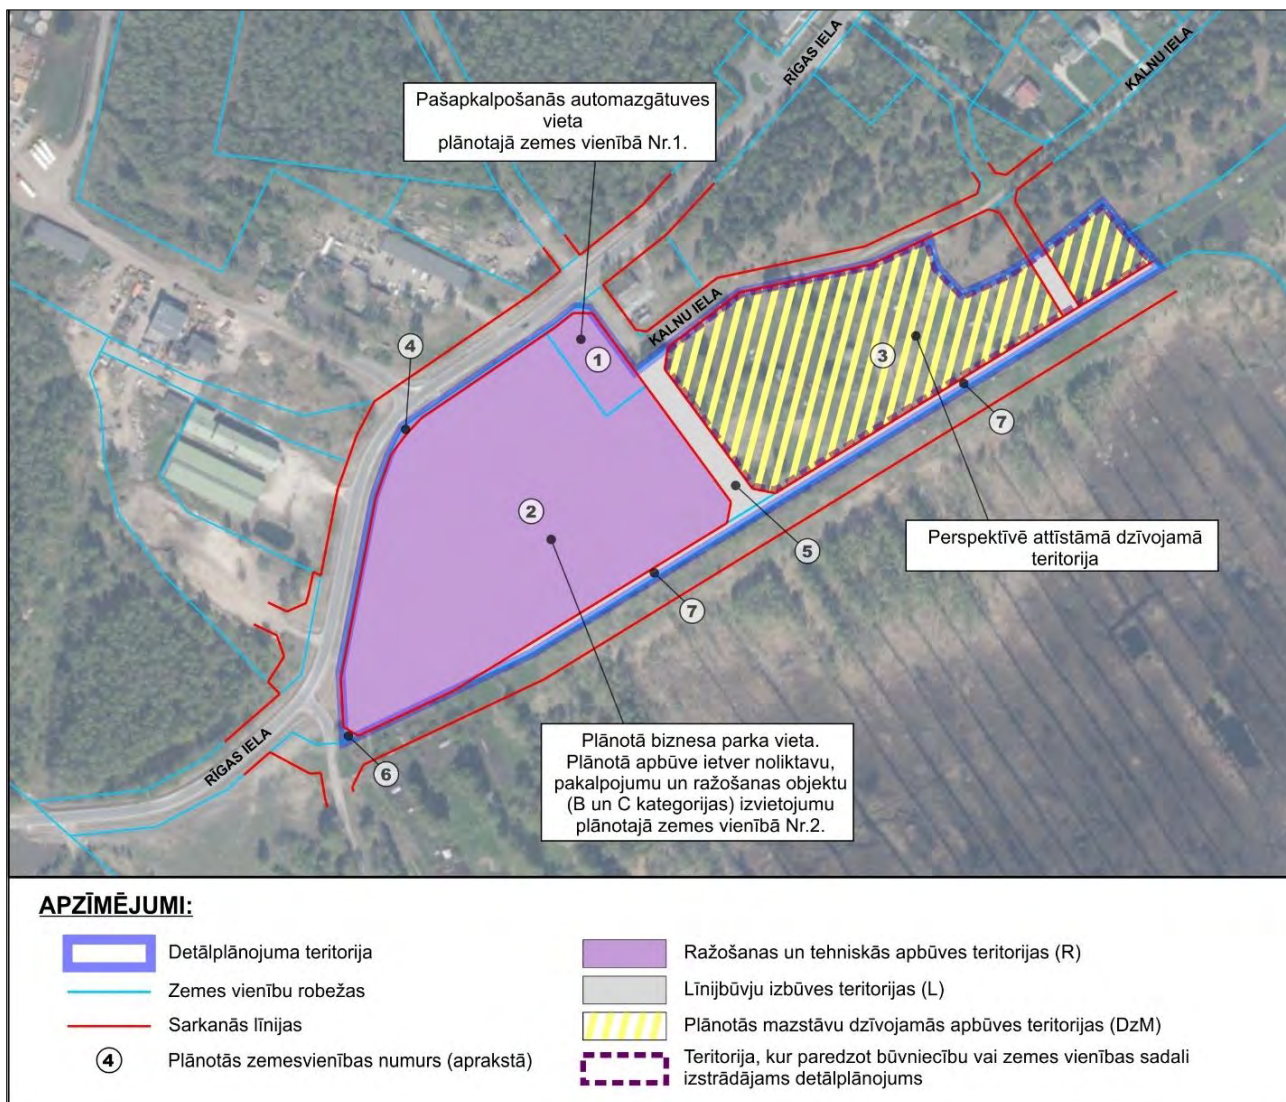 RĪGAS IELA
KALNU IELA
Pašapkalpošanās automazgātuves
vieta
plānotajā zemes vienībā Nr.1.
KALNU IELA
4
1
3
7
2
5
Perspektīvē attīstāmā dzīvojamā
teritorija
7
RĪGAS IELA
6
Plānotā biznesa parka vieta.
Plānotā apbūve ietver noliktavu,
pakalpojumu un ražošanas objektu
(B un C kategorijas) izvietojumu
plānotajā zemes vienībā Nr.2.
APZĪMĒJUMI:
Detālplānojuma teritorija
Zemes vienību robežas
Sarkanās līnijas
4 Plānotās zemesvienības numurs (aprakstā)
Ražošanas un tehniskās apbūves teritorijas (R)
Līnijbūvju izbūves teritorijas (L)
Plānotās mazstāvu dzīvojamās apbūves teritorijas (DzM)
Teritorija, kur paredzot būvniecību vai zemes vienības sadali
izstrādājams detālplānojums